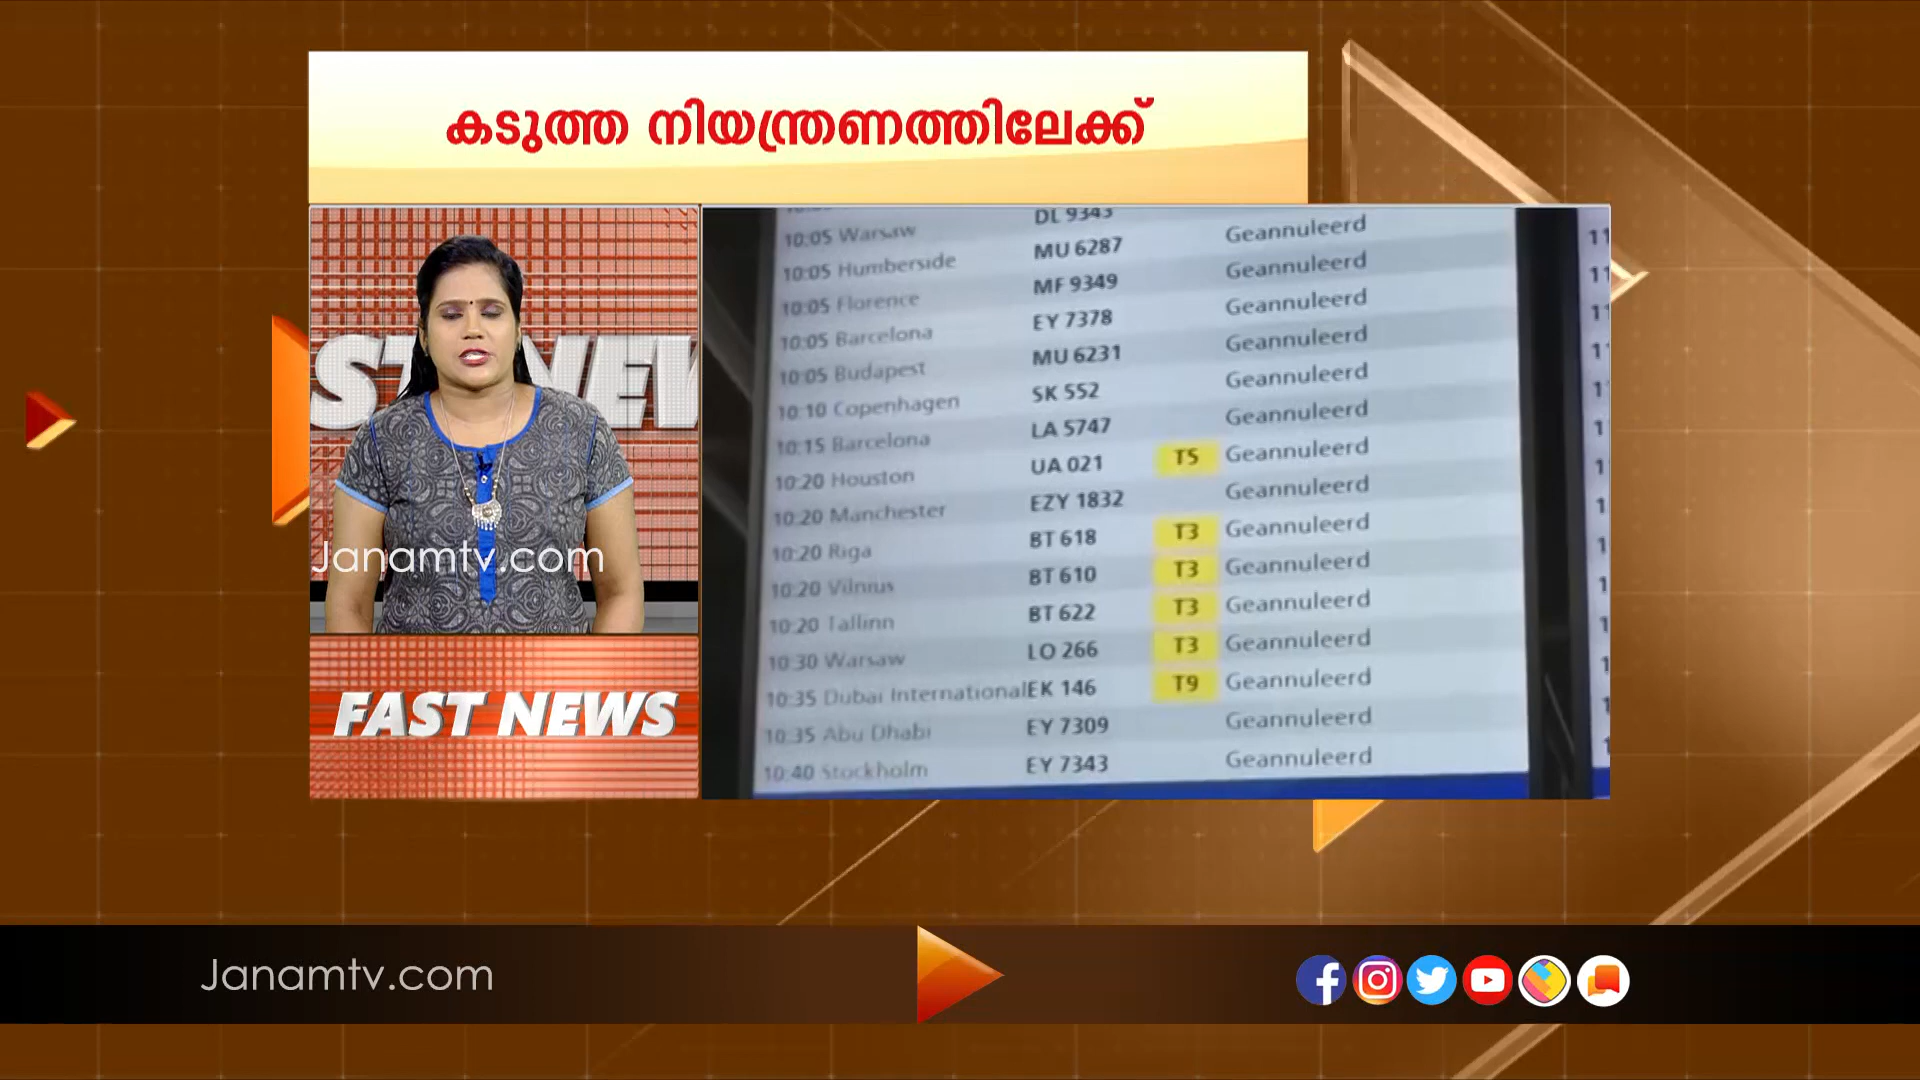 കടുത്ത നിയന്ത്രണത്തിലേക്ക്
DL 9343
10:05 Warsaw MU 6287 Geannuleerd
10:05 Humberside MF 9349 Geannuleerd
10:05 Florence EY 7378 Geannuleerd
10:05 Barcelona MU 6231 Geannuleerd
10:05 Budapest SK 552 Geannuleerd
10:10 Copenhagen LA 5747 Geannuleerd
10:15 Barcelona UA 021 T5 Geannuleerd
10:20 Houston EZY 1832 Geannuleerd
10:20 Manchester BT 618 T3 Geannuleerd
10:20 Riga BT 610 T3 Geannuleerd
10:20 Vilnius BT 622 T3 Geannuleerd
10:20 Tallinn LO 266 T3 Geannuleerd
10:30 Warsaw EK 146 T9 Geannuleerd
10:35 Dubai International EY 7309 Geannuleerd
10:35 Abu Dhabi EY 7343 Geannuleerd
10:40 Stockholm
ST NEW
Janamtv.com
FAST NEWS
Janamtv.com